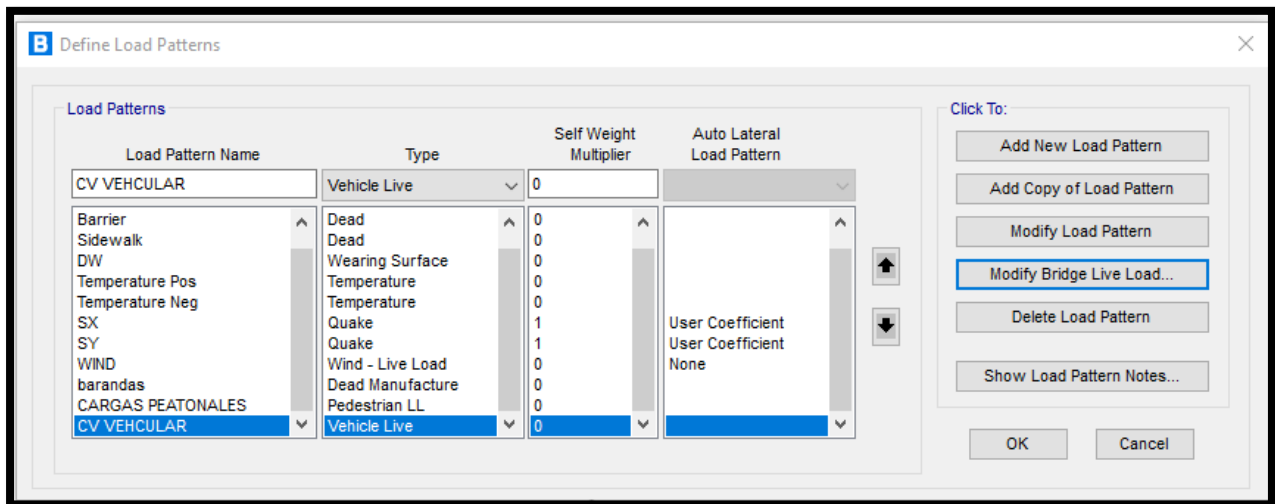 B Define Load Patterns
Load Patterns
Click To:
Load Pattern Name Type Self Weight Multiplier Auto Lateral Load Pattern
CV VEHCULAR Vehicle Live 0
Barrier Dead 0
Sidewalk Dead 0
DW Wearing Surface 0
Temperature Pos Temperature 0
Temperature Neg Temperature 0
SX Quake 1 User Coefficient
SY Quake 1 User Coefficient
WIND Wind - Live Load 0 None
barandas Dead Manufacture 0
CARGAS PEATONALES Pedestrian LL 0
CV VEHCULAR Vehicle Live 0
Add New Load Pattern
Add Copy of Load Pattern
Modify Load Pattern
Modify Bridge Live Load...
Delete Load Pattern
Show Load Pattern Notes...
OK Cancel